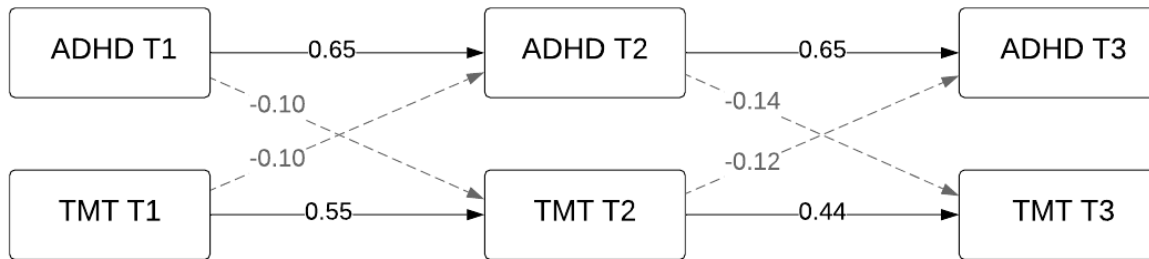 ADHD T1
0.65
ADHD T2
0.65
ADHD T3
-0.10
-0.14
-0.10
-0.12
TMT T1
0.55
TMT T2
0.44
TMT T3